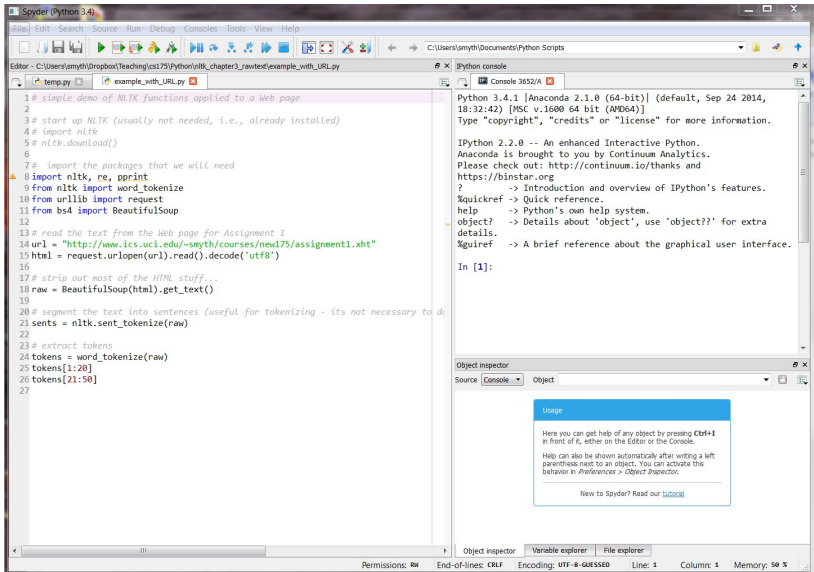 Spyder (Python 3.4)
File Edit Search Source Run Debug Consoles Tools View Help
C:\Users\smyth\Documents\Python Scripts
Editor - C:\Users\smyth\Dropbox\Teaching\cs175\Python\nltk_chapter3_rawtext\example_with_URL.py
temp.py example_with_URL.py
1 # simple demo of NLTK functions applied to a Web page
2
3 # start up NLTK (usually not needed, i.e., already installed)
4 # import nltk
5 # nltk.download()
6
7 #  import the packages that we will need
8 import nltk, re, pprint
9 from nltk import word_tokenize
10 from urllib import request
11 from bs4 import BeautifulSoup
12
13 # read the text from the Web page for Assignment 1
14 url = "http://www.ics.uci.edu/~smyth/courses/new175/assignment1.xht"
15 html = request.urlopen(url).read().decode('utf8')
16
17 # strip out most of the HTML stuff...
18 raw = BeautifulSoup(html).get_text()
19
20 # segment the text into sentences (useful for tokenizing - its not necessary to do
21 sents = nltk.sent_tokenize(raw)
22
23 # extract tokens
24 tokens = word_tokenize(raw)
25 tokens[1:20]
26 tokens[21:50]
27
IPython console
Console 3652/A
Python 3.4.1 |Anaconda 2.1.0 (64-bit)| (default, Sep 24 2014,
18:32:42) [MSC v.1600 64 bit (AMD64)]
Type "copyright", "credits" or "license" for more information.
IPython 2.2.0 -- An enhanced Interactive Python.
Anaconda is brought to you by Continuum Analytics.
Please check out: http://continuum.io/thanks and
https://binstar.org
? -> Introduction and overview of IPython's features.
%quickref -> Quick reference.
help -> Python's own help system.
object? -> Details about 'object', use 'object??' for extra
details.
%guiref -> A brief reference about the graphical user interface.
In [1]:
Object inspector
Source Console Object
Usage
Here you can get help of any object by pressing Ctrl+I
in front of it, either on the Editor or the Console.
Help can also be shown automatically after writing a left
parenthesis next to an object. You can activate this
behavior in Preferences > Object Inspector.
New to Spyder? Read our tutorial
Object inspector Variable explorer File explorer
Permissions: RW End-of-lines: CRLF Encoding: UTF-8-GUESSED Line: 1 Column: 1 Memory: 50 %